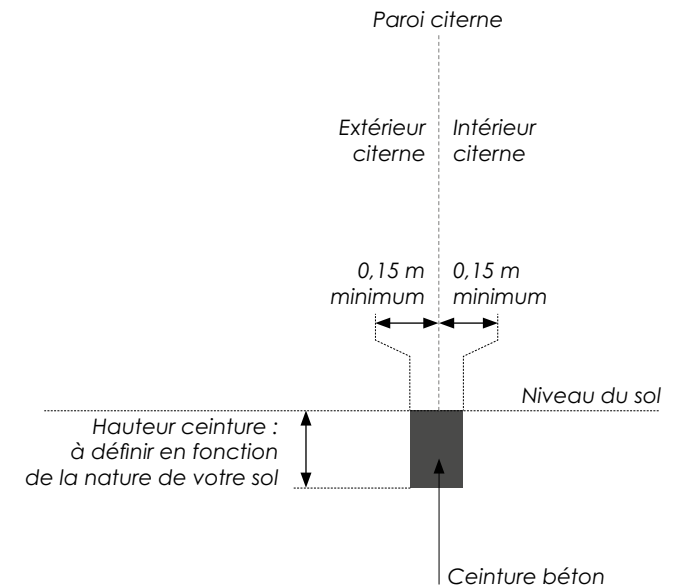 Paroi citerne
Extérieur
citerne
Intérieur
citerne
0,15 m
minimum
0,15 m
minimum
Niveau du sol
Hauteur ceinture :
à définir en fonction
de la nature de votre sol
Ceinture béton